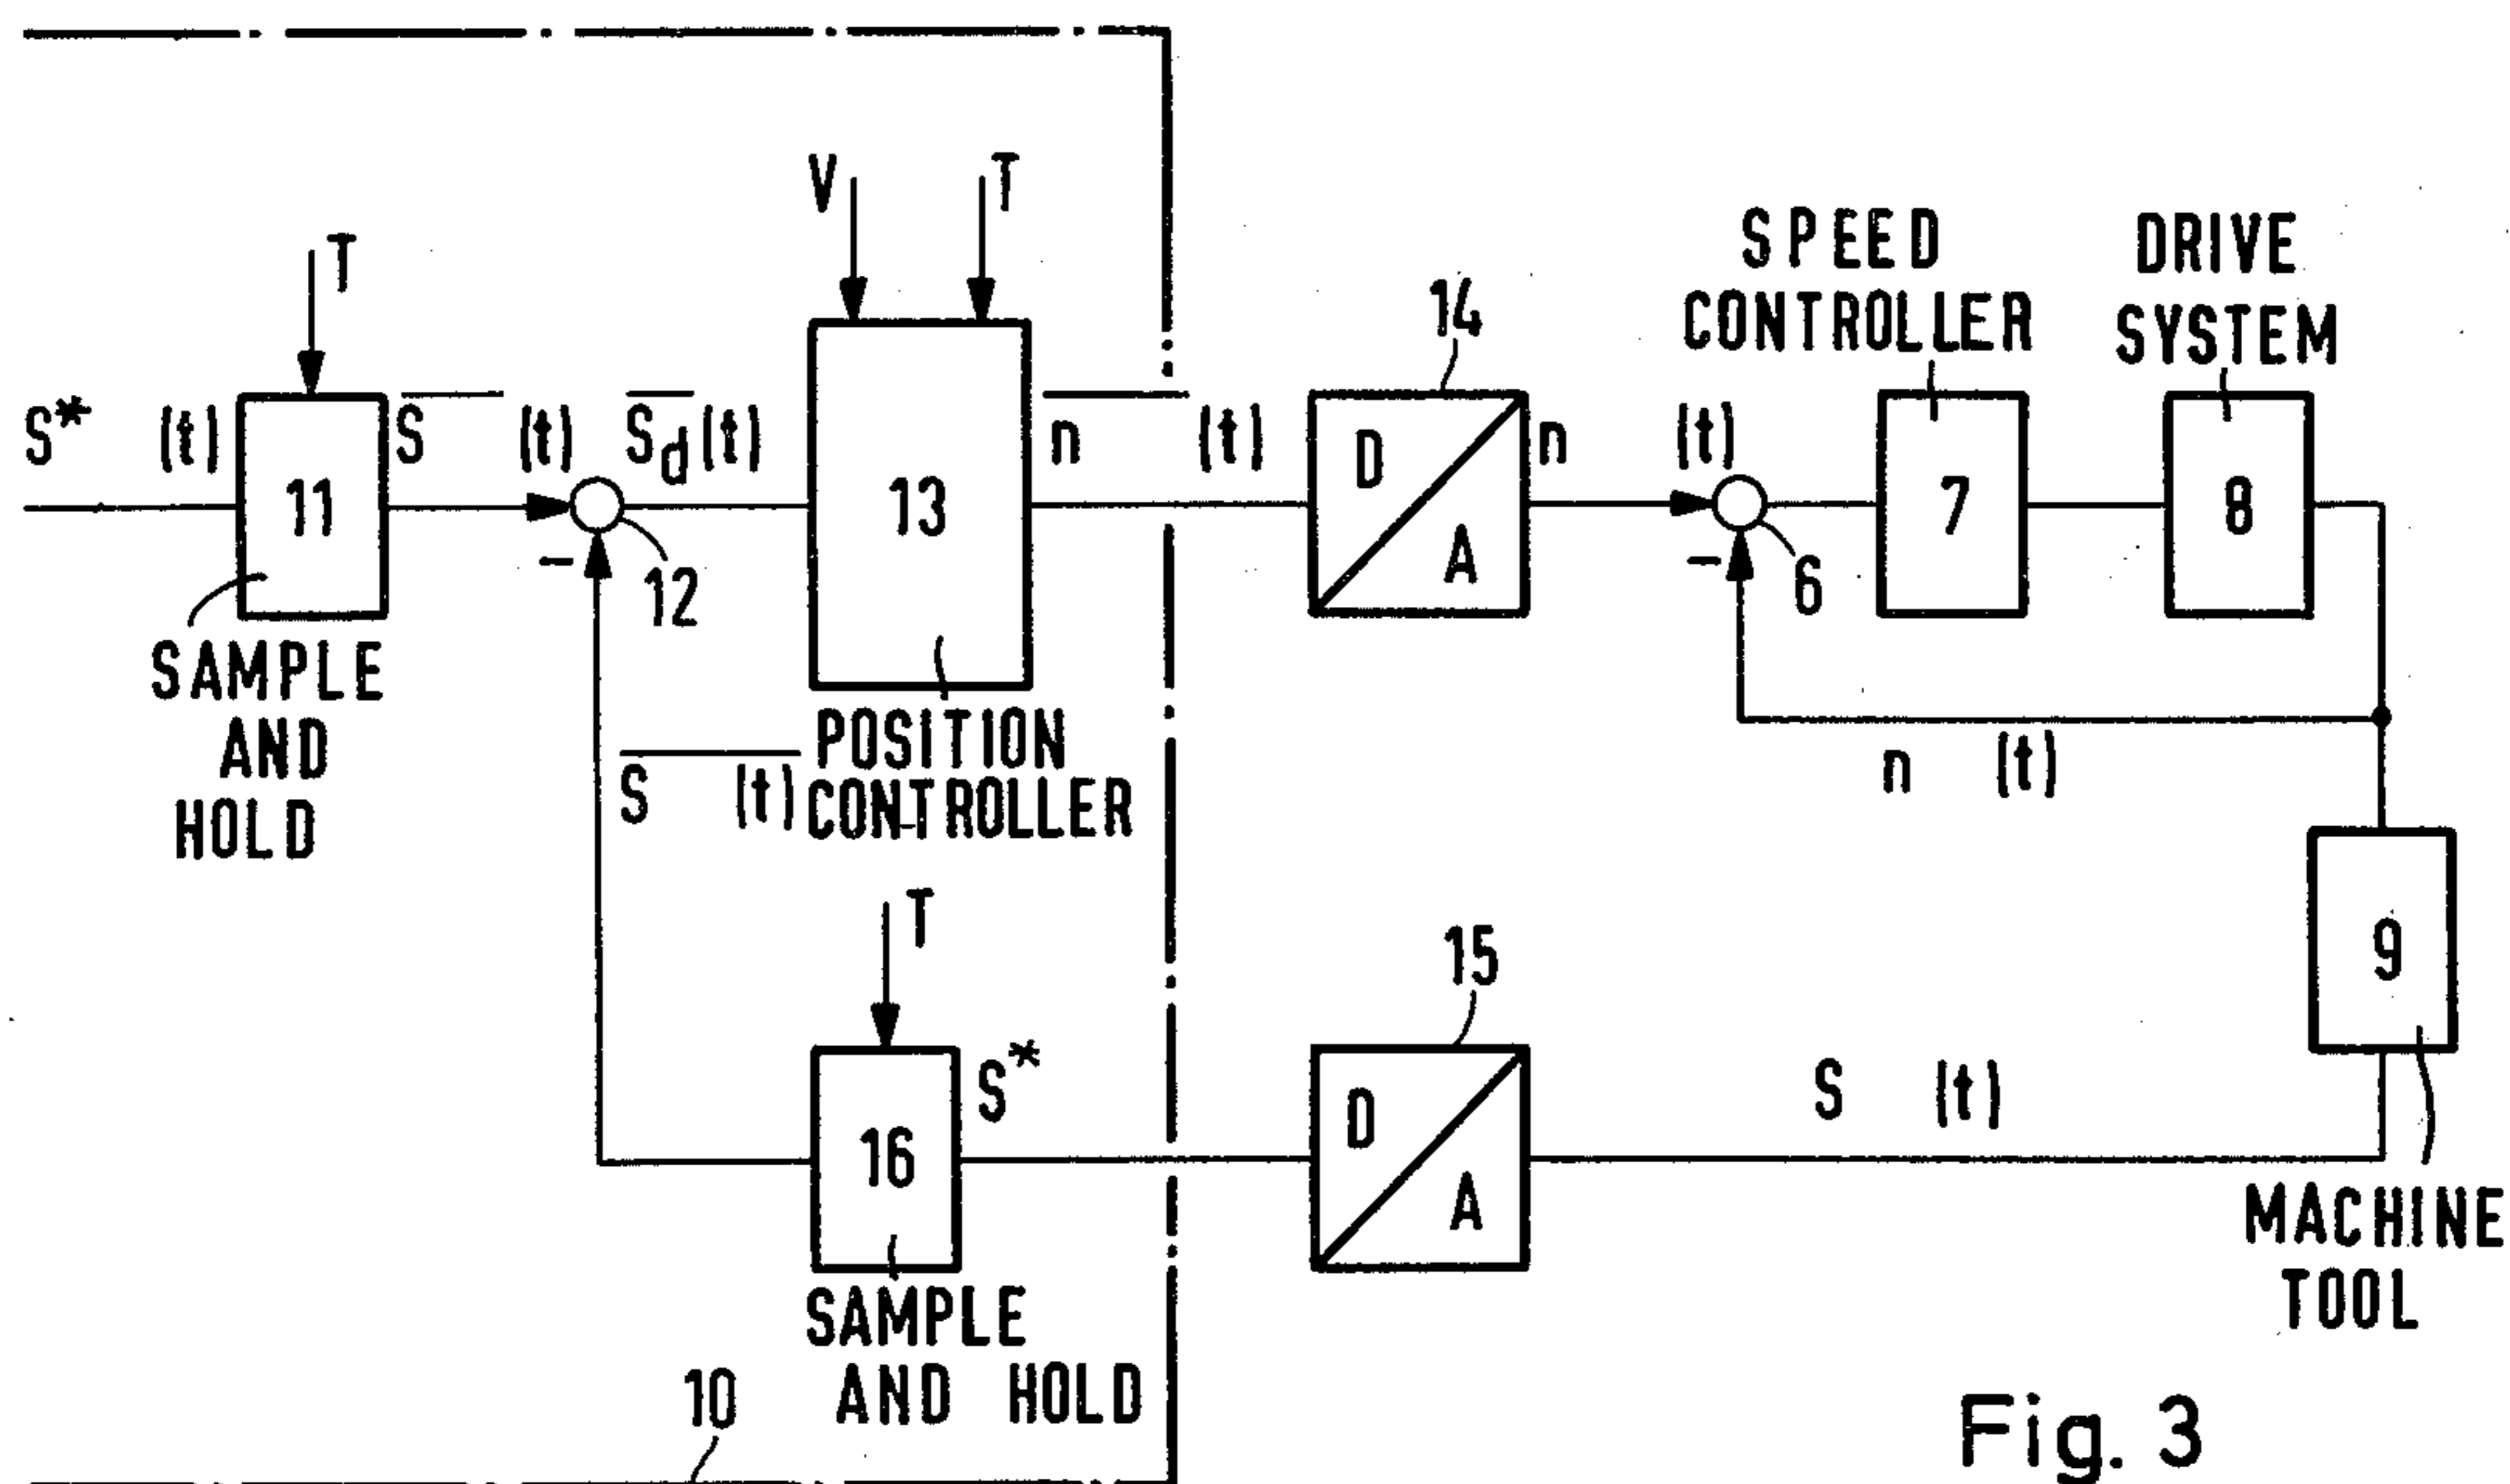 V
T
T
SPEED
CONTROLLER
DRIVE
SYSTEM
14
S* (t)
11
S̅ (t)
S̅d(t)
13
n̅ (t)
D
A
n (t)
7
8
-
12
-
6
SAMPLE
AND
HOLD
POSITION
CONTROLLER
S̅ (t)
n (t)
T
9
15
16
S*
D
A
S (t)
MACHINE
TOOL
SAMPLE
AND HOLD
10
Fig. 3